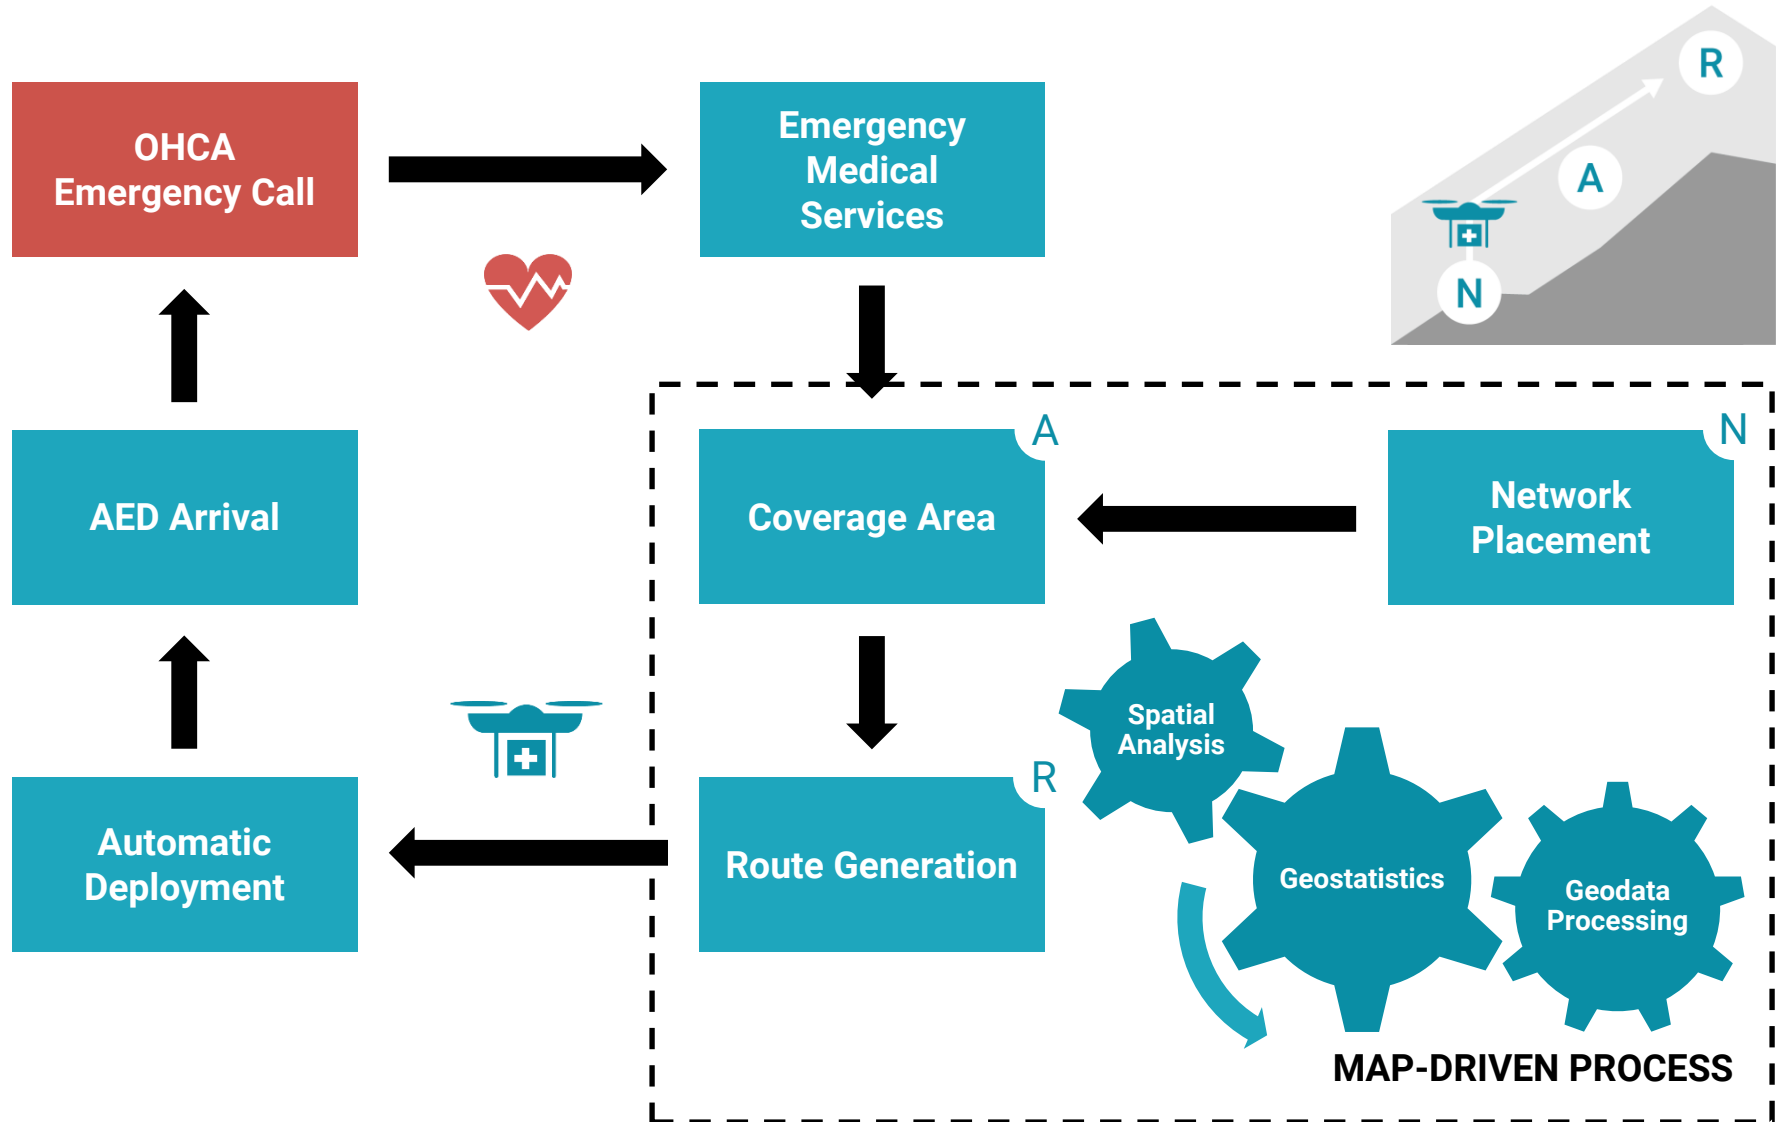 OHCA
Emergency Call
Emergency
Medical
Services
R
A
N
AED Arrival
A
Coverage Area
N
Network
Placement
Automatic
Deployment
R
Route Generation
Spatial
Analysis
Geostatistics
Geodata
Processing
MAP-DRIVEN PROCESS